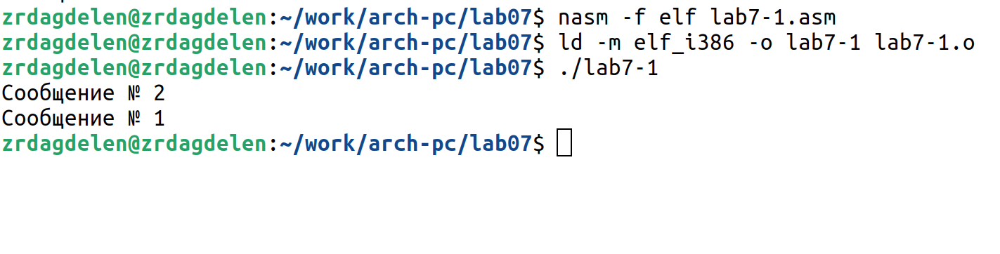 zrdagdelen@zrdagdelen:~/work/arch-pc/lab07$ nasm -f elf lab7-1.asm
zrdagdelen@zrdagdelen:~/work/arch-pc/lab07$ ld -m elf_i386 -o lab7-1 lab7-1.o
zrdagdelen@zrdagdelen:~/work/arch-pc/lab07$ ./lab7-1
Сообщение № 2
Сообщение № 1
zrdagdelen@zrdagdelen:~/work/arch-pc/lab07$